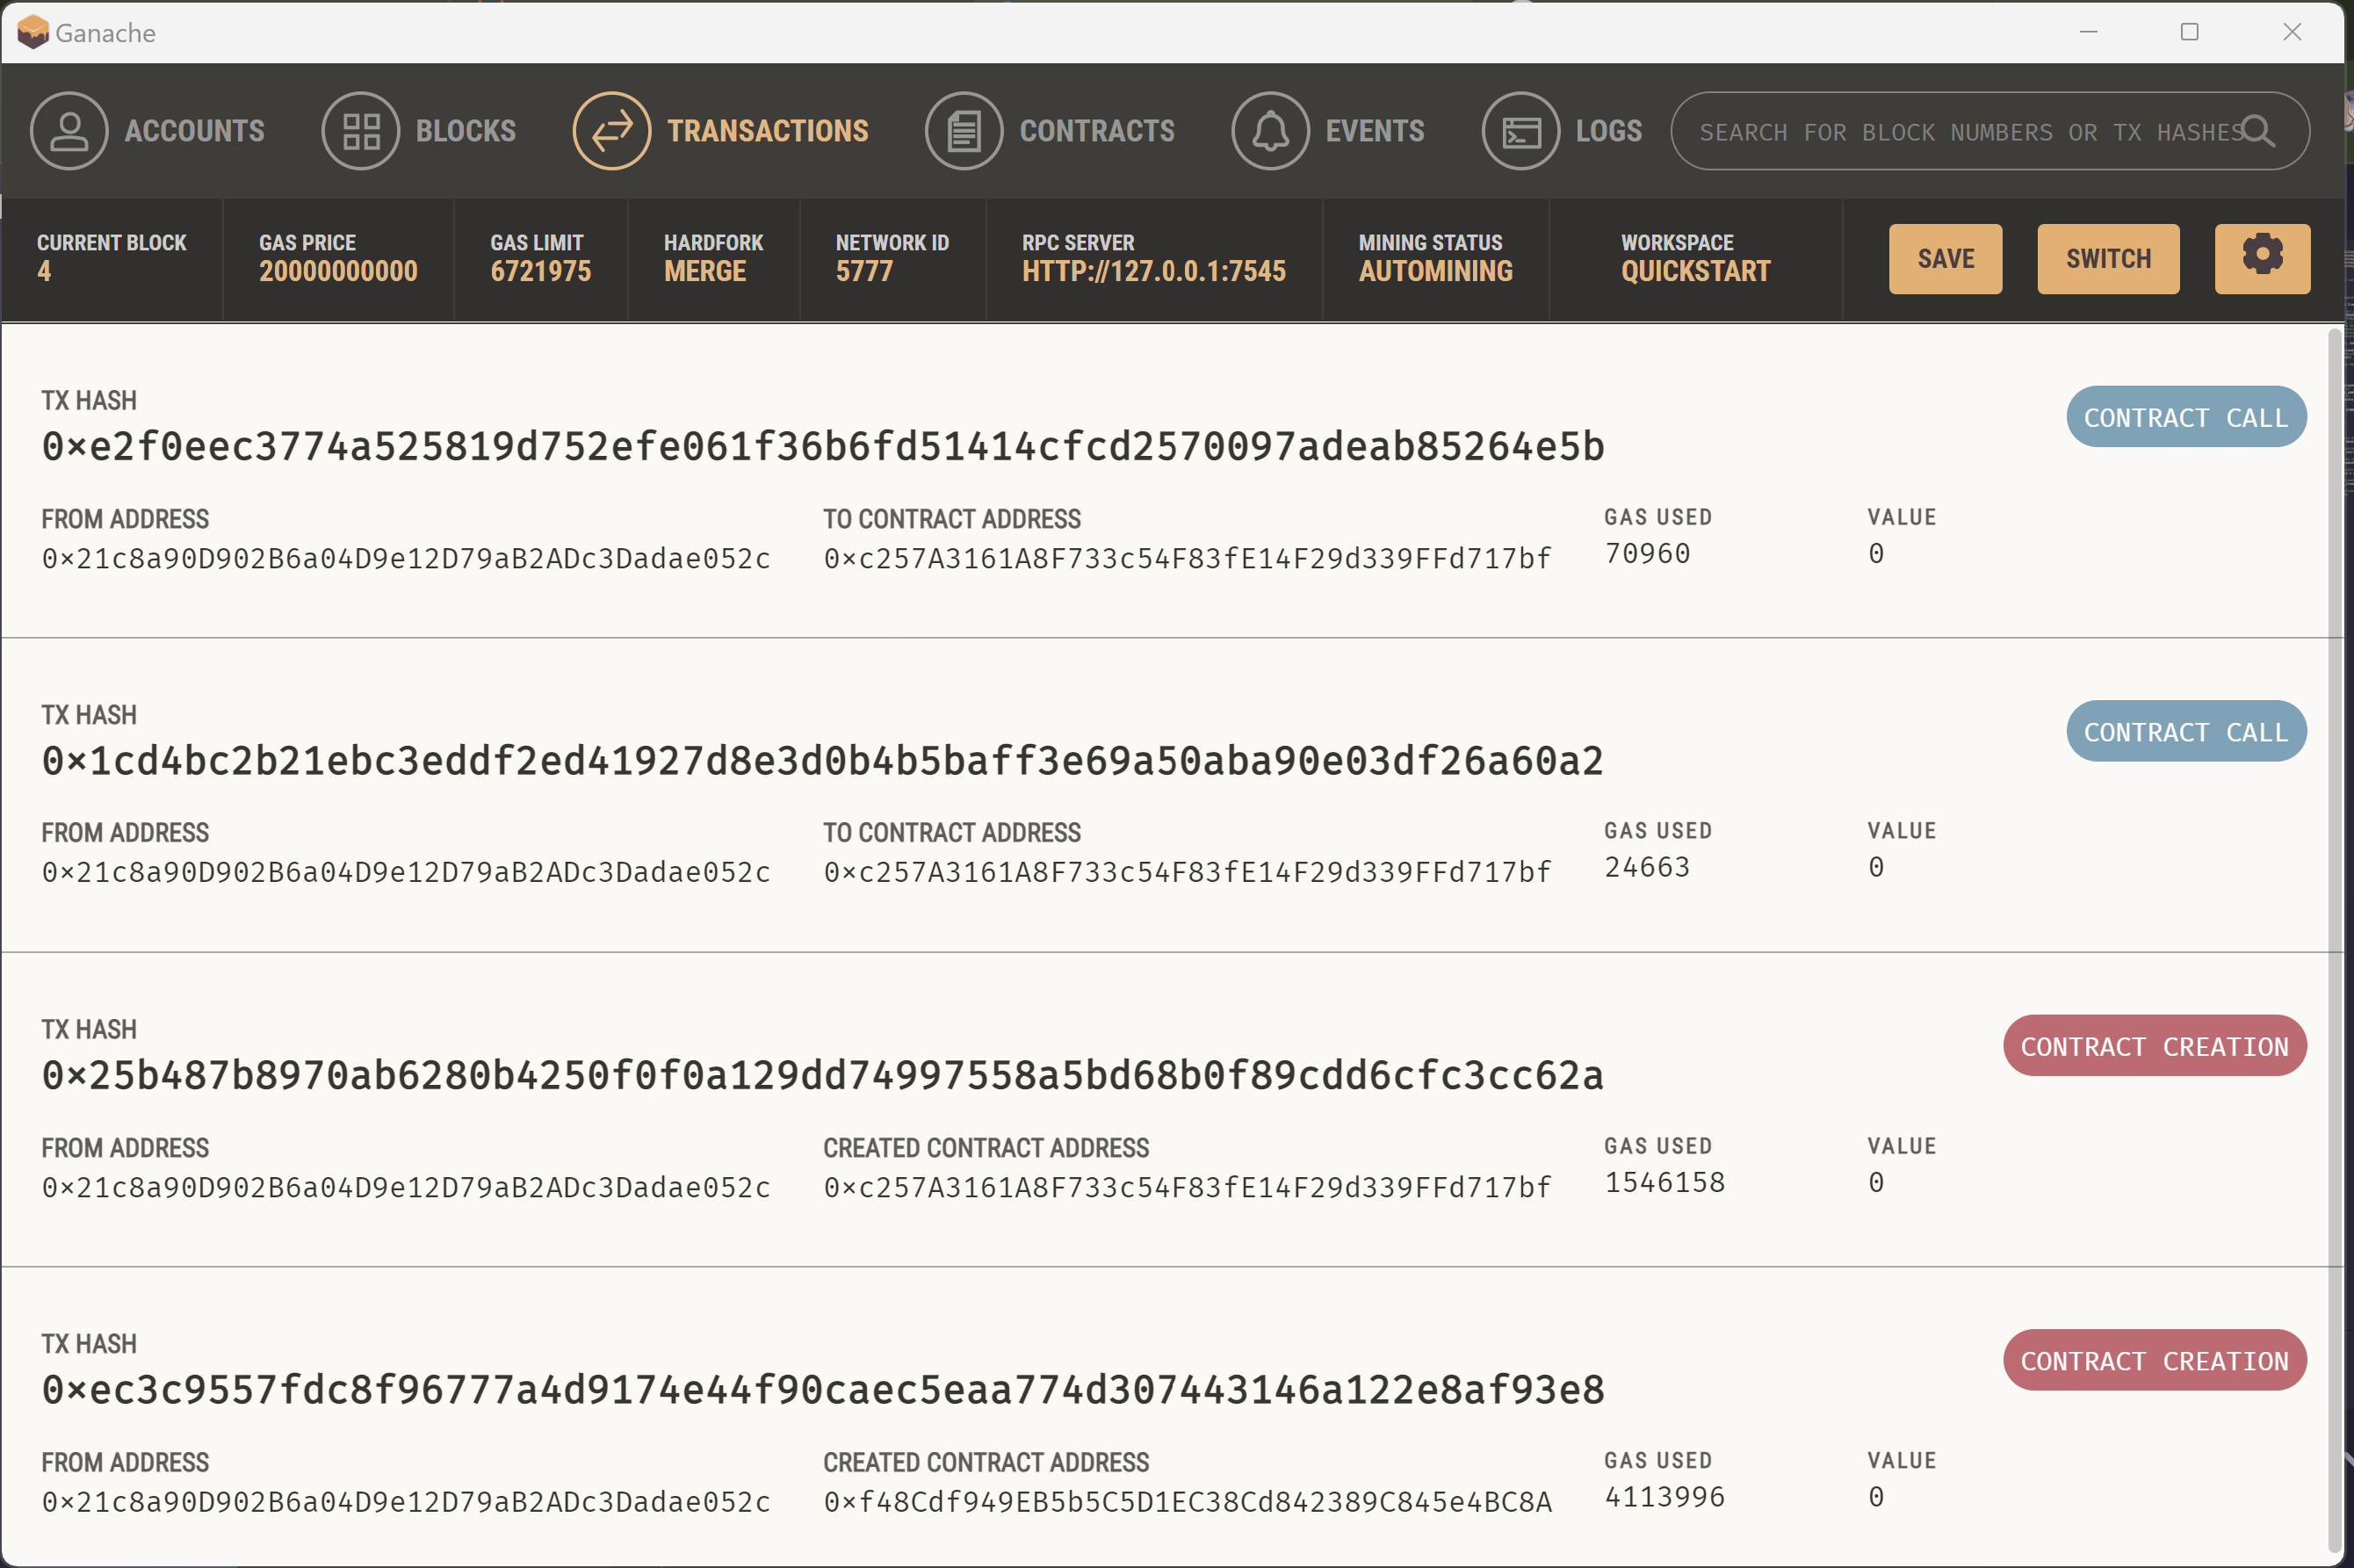 Ganache
ACCOUNTS BLOCKS TRANSACTIONS CONTRACTS EVENTS LOGS SEARCH FOR BLOCK NUMBERS OR TX HASHES
CURRENT BLOCK GAS PRICE GAS LIMIT HARDFORK NETWORK ID RPC SERVER MINING STATUS WORKSPACE
4 20000000000 6721975 MERGE 5777 HTTP://127.0.0.1:7545 AUTOMINING QUICKSTART SAVE SWITCH
TX HASH
0×e2f0eec3774a525819d752efe061f36b6fd51414cfcd2570097adeab85264e5b CONTRACT CALL
FROM ADDRESS TO CONTRACT ADDRESS GAS USED VALUE
0×21c8a90D902B6a04D9e12D79aB2ADc3Dadae052c 0×c257A3161A8F733c54F83fE14F29d339FFd717bf 70960 0
TX HASH
0×1cd4bc2b21ebc3eddf2ed41927d8e3d0b4b5baff3e69a50aba90e03df26a60a2 CONTRACT CALL
FROM ADDRESS TO CONTRACT ADDRESS GAS USED VALUE
0×21c8a90D902B6a04D9e12D79aB2ADc3Dadae052c 0×c257A3161A8F733c54F83fE14F29d339FFd717bf 24663 0
TX HASH
0×25b487b8970ab6280b4250f0f0a129dd74997558a5bd68b0f89cdd6cfc3cc62a CONTRACT CREATION
FROM ADDRESS CREATED CONTRACT ADDRESS GAS USED VALUE
0×21c8a90D902B6a04D9e12D79aB2ADc3Dadae052c 0×c257A3161A8F733c54F83fE14F29d339FFd717bf 1546158 0
TX HASH
0×ec3c9557fdc8f96777a4d9174e44f90caec5eaa774d307443146a122e8af93e8 CONTRACT CREATION
FROM ADDRESS CREATED CONTRACT ADDRESS GAS USED VALUE
0×21c8a90D902B6a04D9e12D79aB2ADc3Dadae052c 0×f48Cdf949EB5b5C5D1EC38Cd842389C845e4BC8A 4113996 0